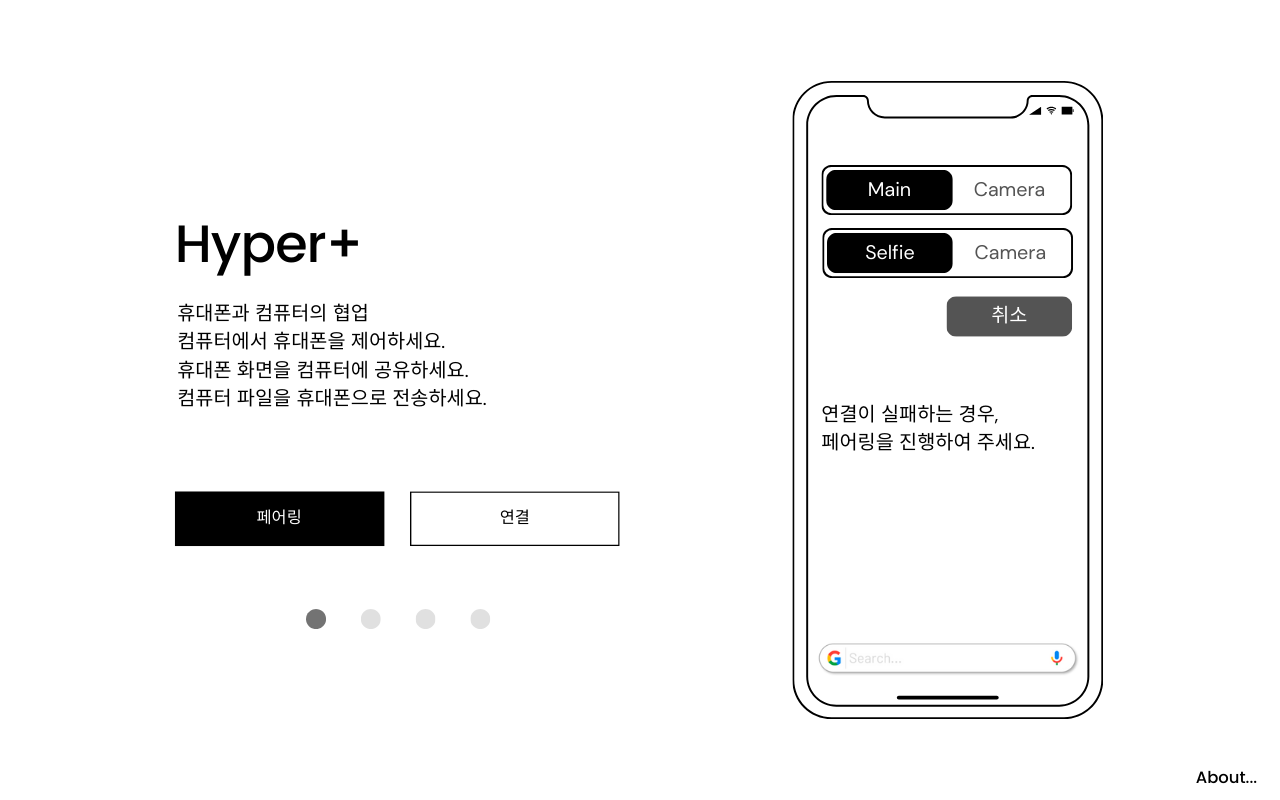 Hyper+
휴대폰과 컴퓨터의 협업
컴퓨터에서 휴대폰을 제어하세요.
휴대폰 화면을 컴퓨터에 공유하세요.
컴퓨터 파일을 휴대폰으로 전송하세요.
페어링
연결
Main Camera
Selfie Camera
취소
연결이 실패하는 경우,
페어링을 진행하여 주세요.
G Search...
About...